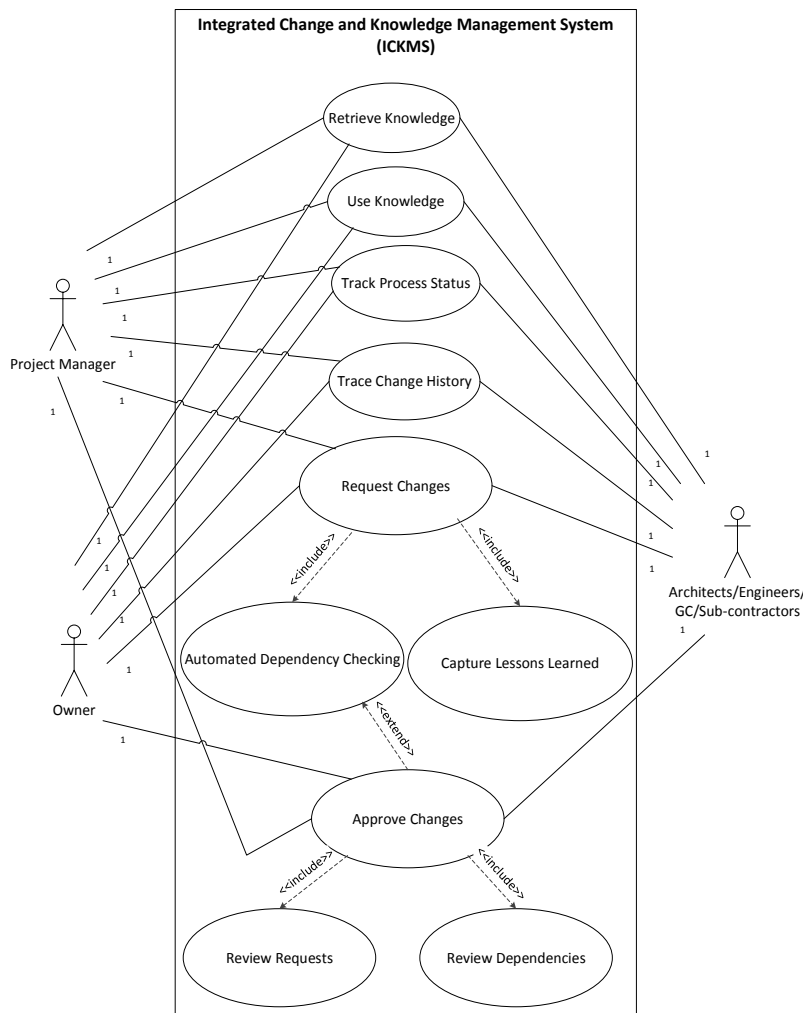 Integrated Change and Knowledge Management System
(ICKMS)
Retrieve Knowledge
Use Knowledge
1
1
Track Process Status
Project Manager
1
1
Trace Change History
1
1
1
Request Changes
1
1
<<include>>
<<include>>
1
1
1
1
1
Architects/Engineers/
GC/Sub-contractors
1
1
1
Automated Dependency Checking
Capture Lessons Learned
1
Owner
<<extend>>
1
Approve Changes
<<include>>
<<include>>
Review Requests
Review Dependencies